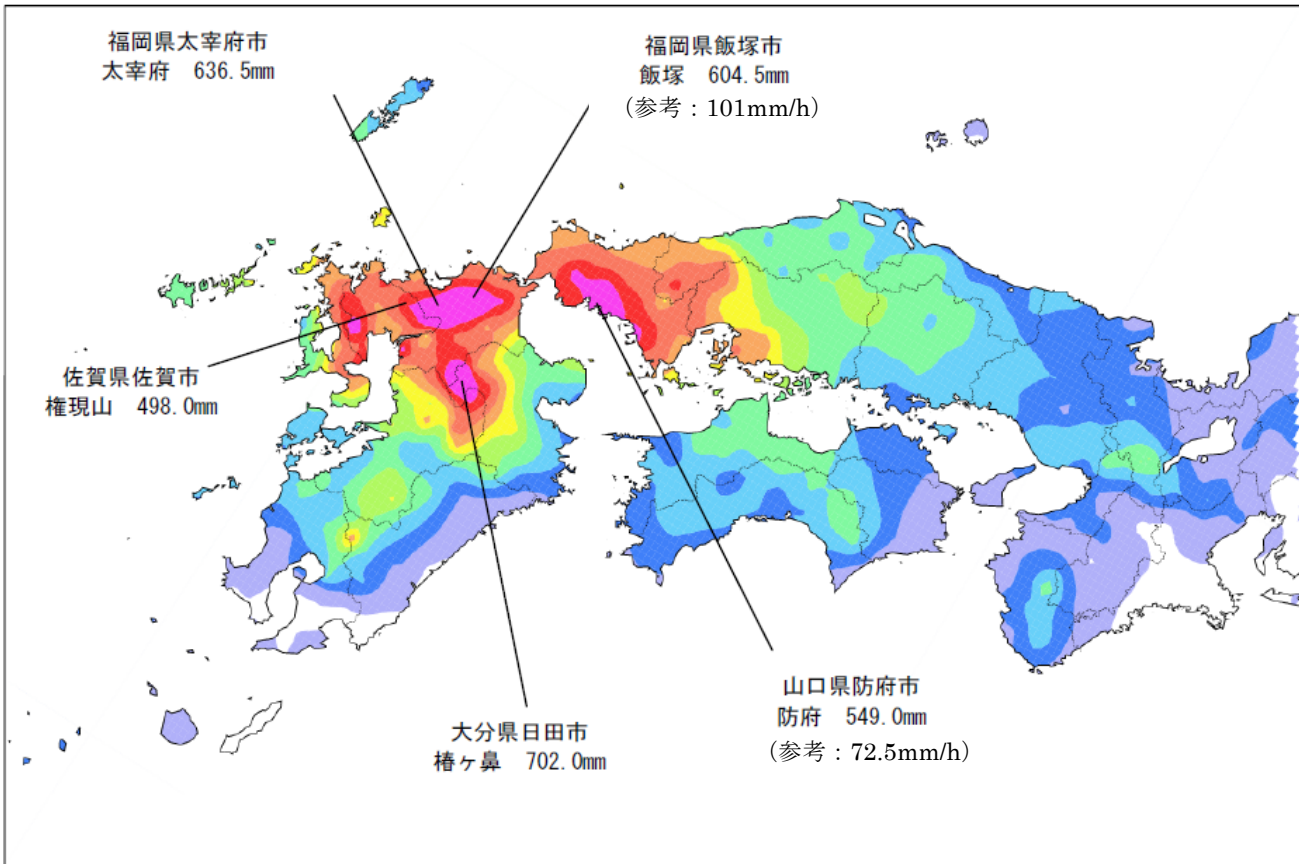 福岡県太宰府市
太宰府 636.5mm
福岡県飯塚市
飯塚 604.5mm
(参考：101mm/h)
佐賀県佐賀市
権現山 498.0mm
大分県日田市
椿ヶ鼻 702.0mm
山口県防府市
防府 549.0mm
(参考：72.5mm/h)